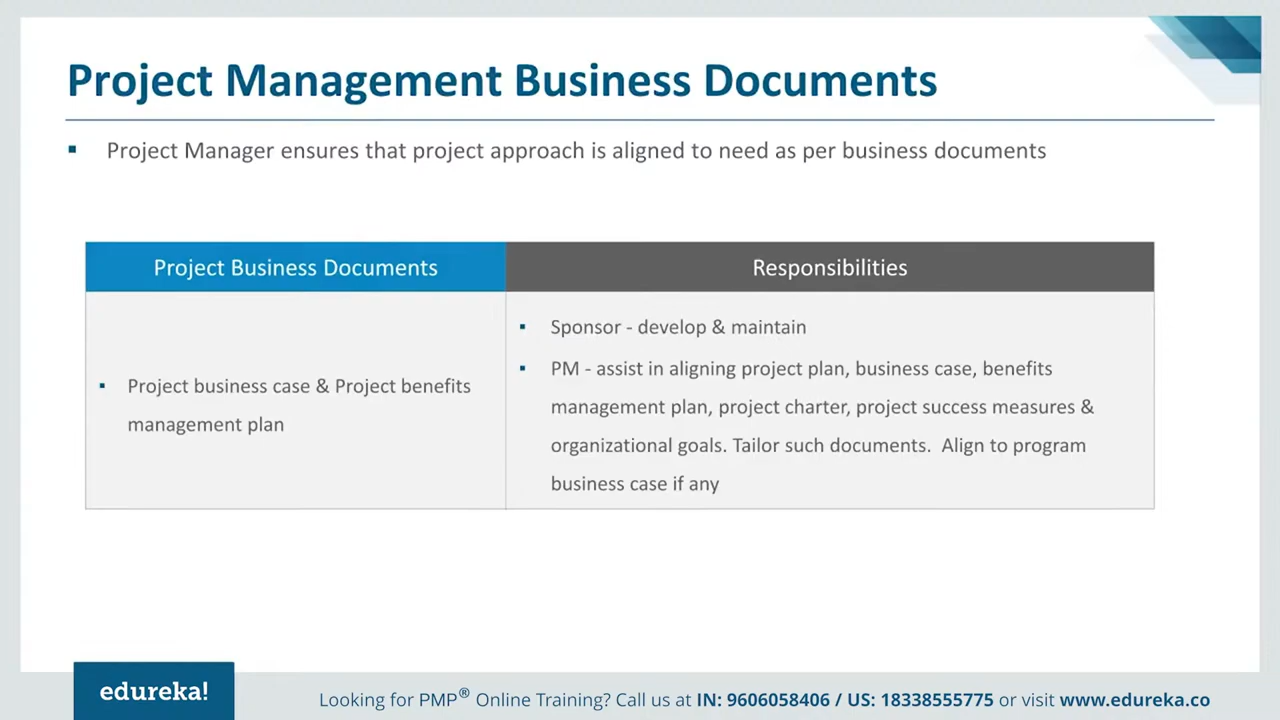 Project Management Business Documents
▪ Project Manager ensures that project approach is aligned to need as per business documents
Project Business Documents
Responsibilities
▪ Project business case & Project benefits
management plan
▪ Sponsor - develop & maintain
▪ PM - assist in aligning project plan, business case, benefits
management plan, project charter, project success measures &
organizational goals. Tailor such documents.  Align to program
business case if any
edureka!
Looking for PMP® Online Training? Call us at IN: 9606058406 / US: 18338555775 or visit www.edureka.co